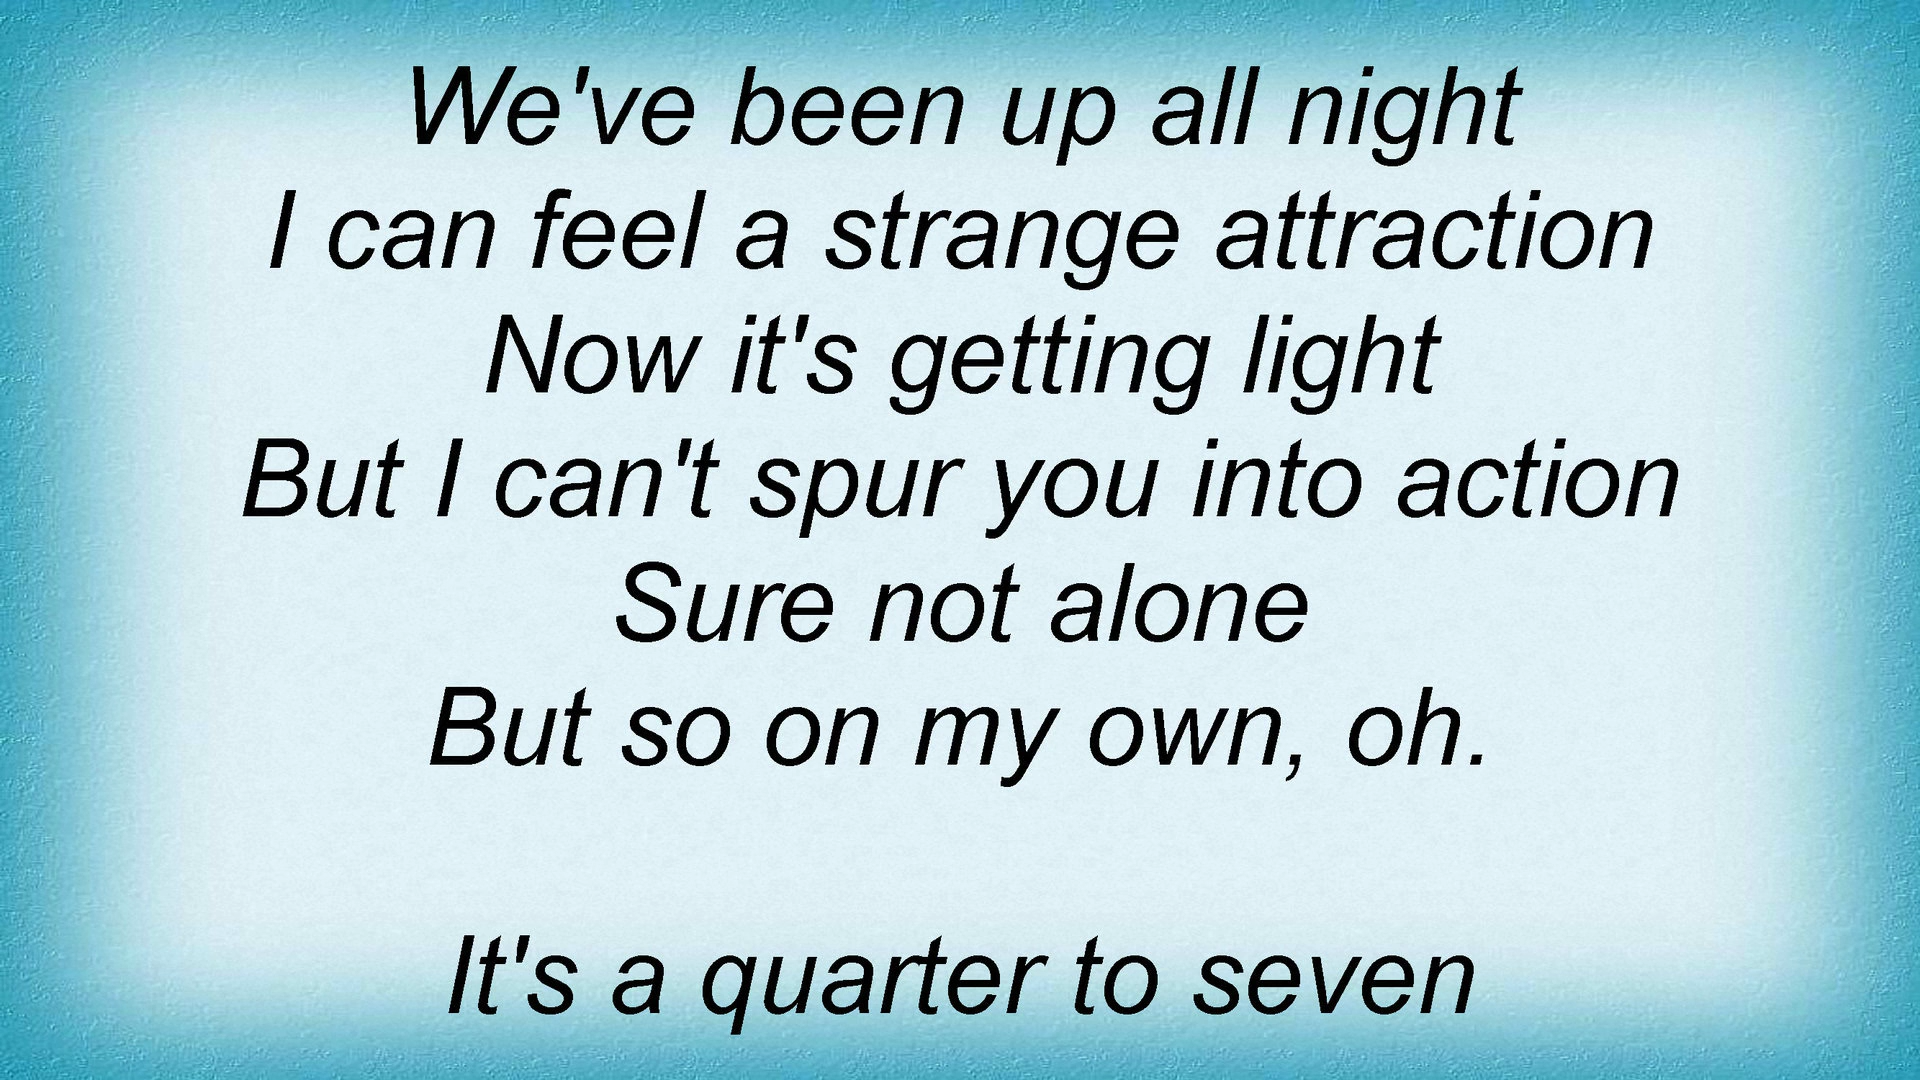 We've been up all night
I can feel a strange attraction
Now it's getting light
But I can't spur you into action
Sure not alone
But so on my own, oh.
It's a quarter to seven